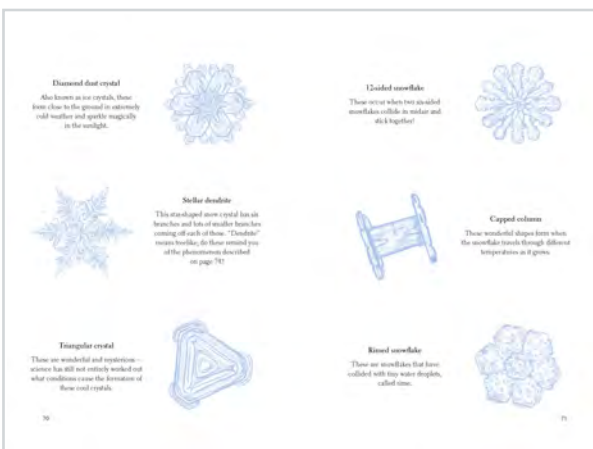 Diamond dust crystal
Also known as ice crystals, these
form close to the ground in extremely
cold weather and sparkle magically
in the sunlight.
Stellar dendrite
This star-shaped snow crystal has six
branches and lots of smaller branches
coming off each of those. "Dendrite"
means treelike, do these remind you
of the phenomenon described
on page
Triangular crystal
These are wonderful and mysterious –
science has still not entirely worked out
what conditions cause the formation of
these cool crystals.
70
12-sided snowflake
These occur when two six-sided
snowflakes collide in midair and
stick together!
Capped column
These wonderful shapes form when
the snowflake travels through different
temperatures as it grows.
Rimed snowflake
These are snowflakes that have
collided with tiny water droplets,
called rime.
71